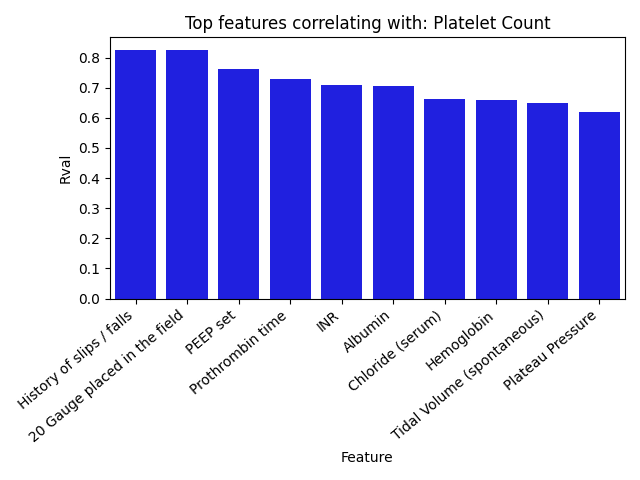 Top features correlating with: Platelet Count
Rval
0.8
0.7
0.6
0.5
0.4
0.3
0.2
0.1
0.0
History of slips / falls
20 Gauge placed in the field
PEEP set
Prothrombin time
INR
Albumin
Chloride (serum)
Hemoglobin
Tidal Volume (spontaneous)
Plateau Pressure
Feature